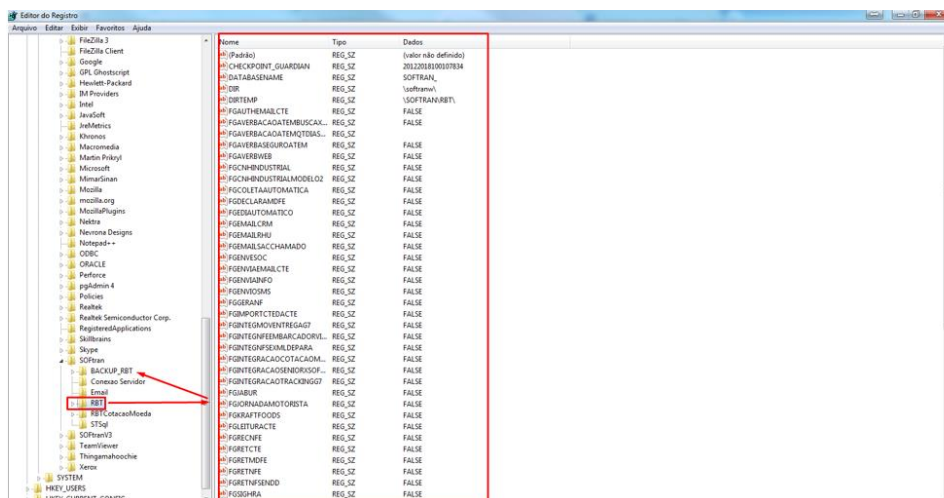 Editor do Registro
Arquivo Editar Exibir Favoritos Ajuda
FileZilla 3
FileZilla Client
Google
GPL Ghostscript
Hewlett-Packard
IM Providers
Intel
JavaSoft
JreMetrics
Khronos
Macromedia
Martin Prikryl
Microsoft
MimarSinan
Mozilla
mozilla.org
MozillaPlugins
Nektra
Nevrona Designs
Notepad++
ODBC
ORACLE
Perforce
pgAdmin 4
Policies
Realtek
Realtek Semiconductor Corp.
RegisteredApplications
Skillbrains
Skype
SOFtran
BACKUP_RBT
Conexao Servidor
Email
RBT
RBTCotacaoMoeda
STSql
SOFtranV3
TeamViewer
Thingamahoochie
Xerox
SYSTEM
HKEY_USERS
HKEY_CURRENT_CONFIG
Nome Tipo Dados
(Padrão) REG_SZ (valor não definido)
CHECKPOINT_GUARDIAN REG_SZ 20122018100107834
DATABASENAME REG_SZ SOFTRAN_
DIR REG_SZ \softranw\
DIRTEMP REG_SZ \SOFTRAN\RBT\
FGAUTHEMAILCTE REG_SZ FALSE
FGAVERBACAOATEMBUSCAX... REG_SZ FALSE
FGAVERBACAOATEMQTDIAS... REG_SZ
FGAVERBASEGUROATEM REG_SZ FALSE
FGAVERBWEB REG_SZ FALSE
FGCNHINDUSTRIAL REG_SZ FALSE
FGCNHINDUSTRIALMODELO2 REG_SZ FALSE
FGCOLETAAUTOMATICA REG_SZ FALSE
FGDECLARAMDFE REG_SZ FALSE
FGEDIAUTOMATICO REG_SZ FALSE
FGEMAILCRM REG_SZ FALSE
FGEMAILRHU REG_SZ FALSE
FGEMAILSACCHAMADO REG_SZ FALSE
FGENVESOC REG_SZ FALSE
FGENVIAEMAILCTE REG_SZ FALSE
FGENVIAINFO REG_SZ FALSE
FGENVIOSMS REG_SZ FALSE
FGGERANF REG_SZ FALSE
FGIMPORTCTEDACTE REG_SZ FALSE
FGINTEGMOVENTREGAG7 REG_SZ FALSE
FGINTEGNFEEMBARCADORVI... REG_SZ FALSE
FGINTEGNFSEXMLDEPARA REG_SZ FALSE
FGINTEGRACAOCOTACAOM... REG_SZ FALSE
FGINTEGRACAOSENIORXSOF... REG_SZ FALSE
FGINTEGRACAOTRACKINGG7 REG_SZ FALSE
FGJABUR REG_SZ FALSE
FGJORNADAMOTORISTA REG_SZ FALSE
FGKRAFTFOODS REG_SZ FALSE
FGLEITURACTE REG_SZ FALSE
FGRECNFE REG_SZ FALSE
FGRETCTE REG_SZ FALSE
FGRETMDFE REG_SZ FALSE
FGRETNFE REG_SZ FALSE
FGRETNFSENDD REG_SZ FALSE
FGSIGHRA REG_SZ FALSE